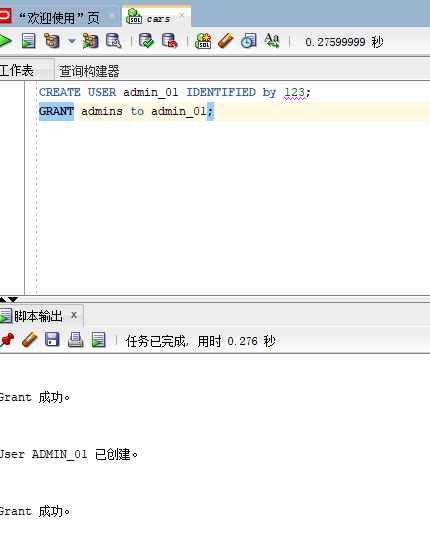 “欢迎使用”页 cars
0.27599999 秒
工作表 查询构建器
CREATE USER admin_01 IDENTIFIED by 123;
GRANT admins to admin_01;
脚本输出 x
任务已完成, 用时 0.276 秒
Grant 成功。
User ADMIN_01 已创建。
Grant 成功。